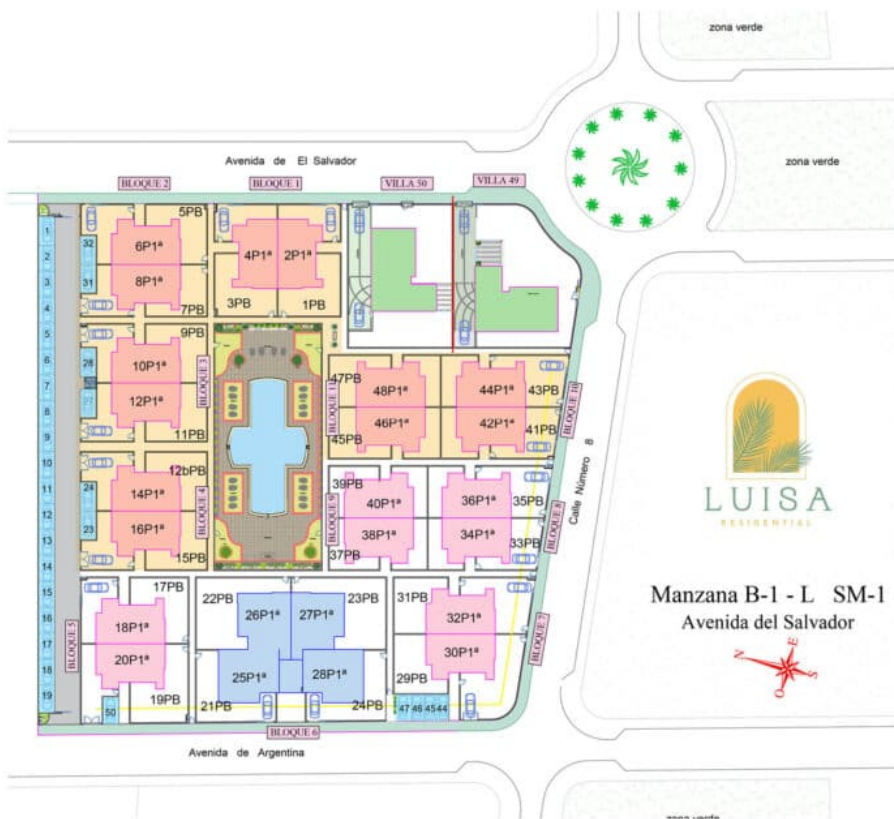 zona verde
Avenida de El Salvador
zona verde
BLOQUE 2
BLOQUE 1
VILLA 50
VILLA 49
5PB
1
32
6P1ª
4P1ª
2P1ª
2
31
8P1ª
3
3PB
1PB
4
7PB
5
9PB
6
28
10P1ª
BLOQUE 3
47PB
48P1ª
44P1ª
43PB
7
27
12P1ª
BLOQUE 11
BLOQUE 10
8
46P1ª
42P1ª
41PB
9
11PB
45PB
10
12bPB
11
24
14P1ª
BLOQUE 4
39PB
40P1ª
36P1ª
35PB
12
23
16P1ª
BLOQUE 9
38P1ª
34P1ª
BLOQUE 8
13
33PB
14
15PB
37PB
Calle Número 8
15
17PB
22PB
23PB
31PB
16
26P1ª
27P1ª
32P1ª
BLOQUE 7
17
BLOQUE 5
18P1ª
30P1ª
18
20P1ª
25P1ª
28P1ª
29PB
19
50
19PB
21PB
24PB
47 46 45 44
BLOQUE 6
Avenida de Argentina
LUISA
RESIDENTIAL
Manzana B-1 - L SM-1
Avenida del Salvador
N
E
S
O
zona verde